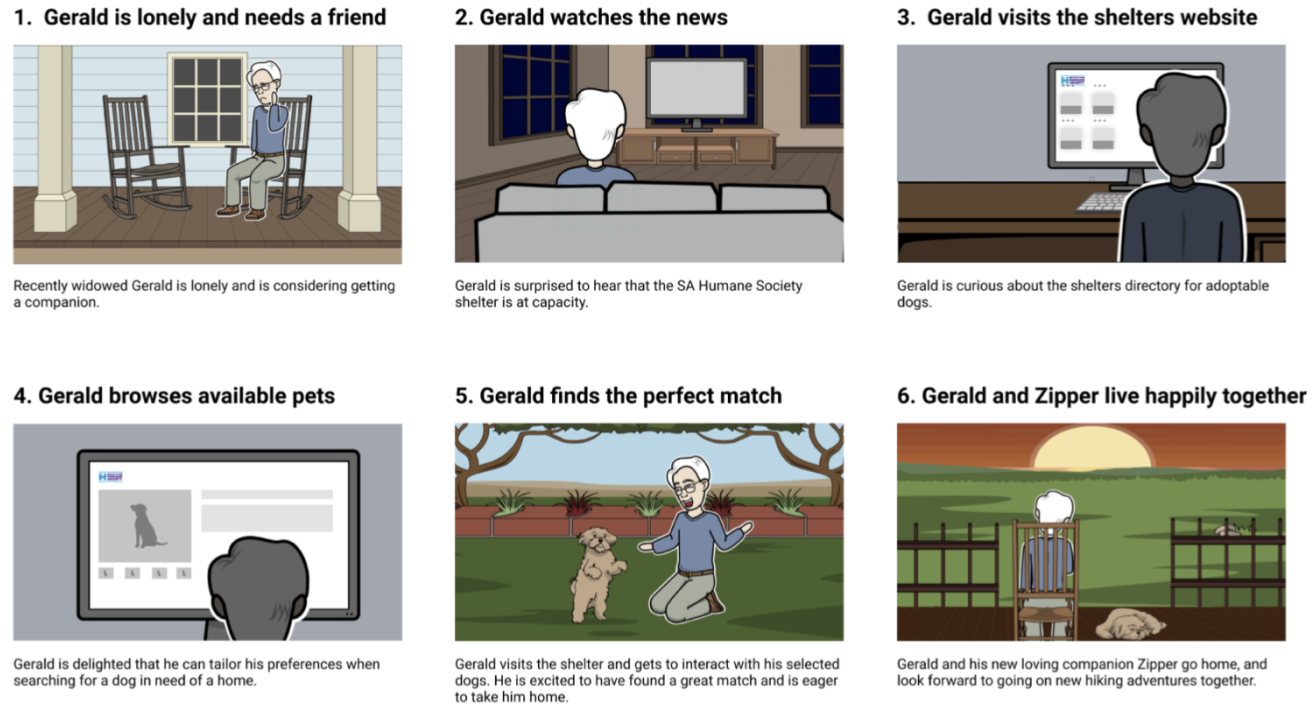 1. Gerald is lonely and needs a friend
Recently widowed Gerald is lonely and is considering getting
a companion.
2. Gerald watches the news
Gerald is surprised to hear that the SA Humane Society
shelter is at capacity.
3. Gerald visits the shelters website
Gerald is curious about the shelters directory for adoptable
dogs.
4. Gerald browses available pets
Gerald is delighted that he can tailor his preferences when
searching for a dog in need of a home.
5. Gerald finds the perfect match
Gerald visits the shelter and gets to interact with his selected
dogs. He is excited to have found a great match and is eager
to take him home.
6. Gerald and Zipper live happily together
Gerald and his new loving companion Zipper go home, and
look forward to going on new hiking adventures together.